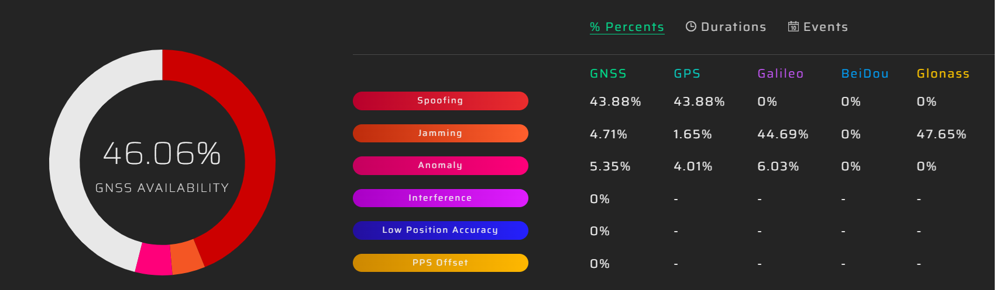 % Percents Durations 10 Events
GNSS GPS Galileo BeiDou Glonass
Spoofing 43.88% 43.88% 0% 0% 0%
Jamming 4.71% 1.65% 44.69% 0% 47.65%
46.06%
GNSS AVAILABILITY
Anomaly 5.35% 4.01% 6.03% 0% 0%
Interference 0% - - - -
Low Position Accuracy 0% - - - -
PPS Offset 0% - - - -